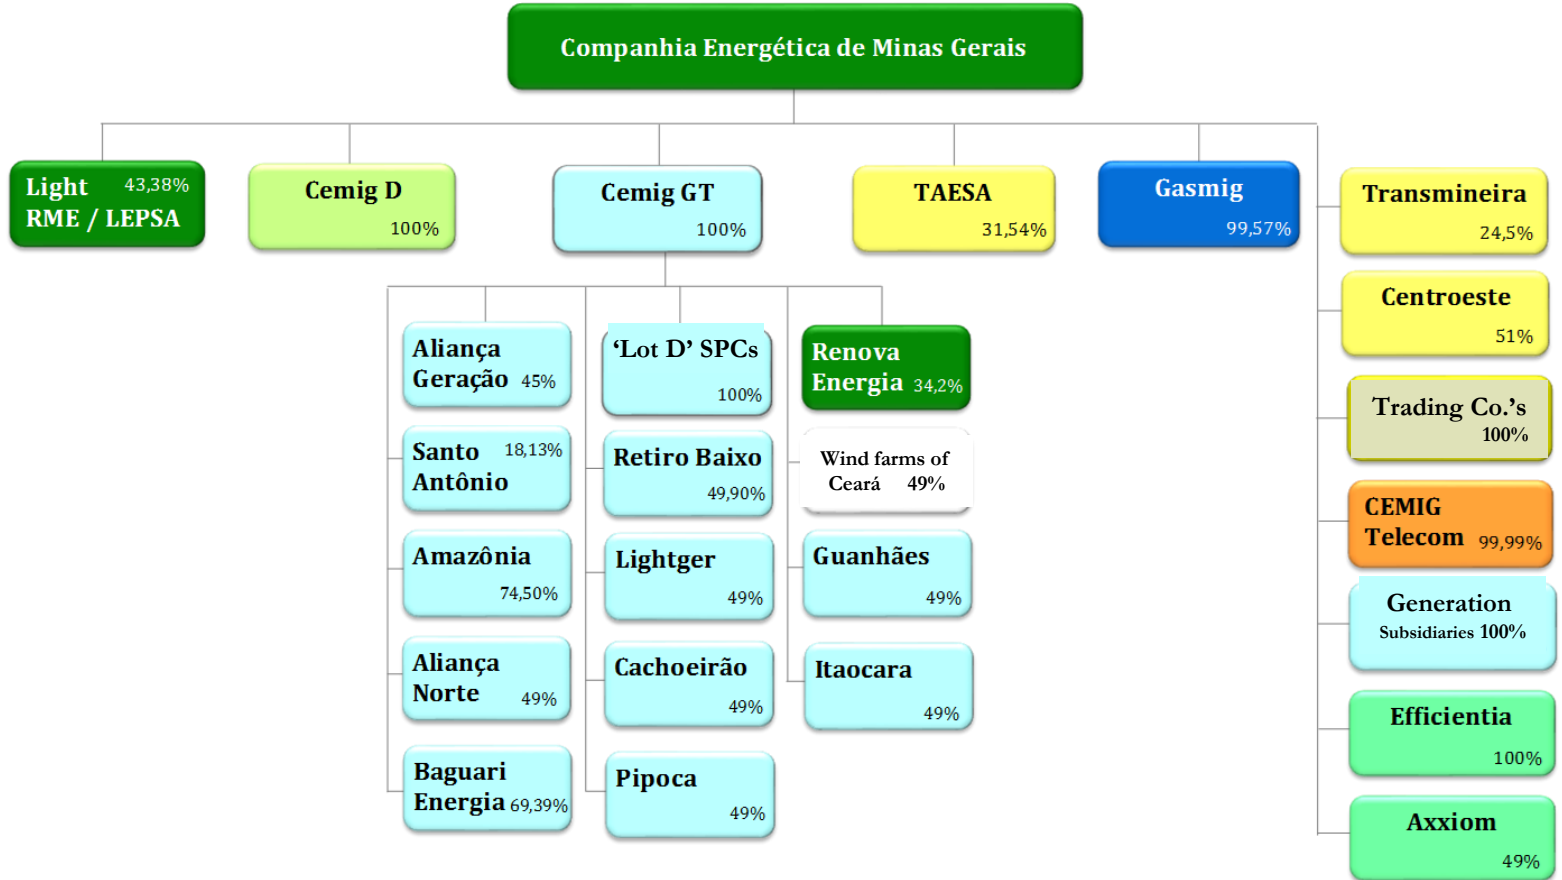 Companhia Energética de Minas Gerais
Light 43,38%
RME / LEPSA
Cemig D
100%
Cemig GT
100%
TAESA
31,54%
Gasmig
99,57%
Transmineira
24,5%
Centroeste
51%
Trading Co.'s
100%
CEMIG
Telecom 99,99%
Generation
Subsidiaries 100%
Efficientia
100%
Axxiom
49%
Aliança
Geração 45%
Santo 18,13%
Antônio
Amazônia
74,50%
Aliança
Norte 49%
Baguari
Energia 69,39%
‘Lot D’ SPCs
100%
Retiro Baixo
49,90%
Lightger
49%
Cachoeirão
49%
Pipoca
49%
Renova
Energia 34,2%
Wind farms of
Ceará 49%
Guanhães
49%
Itaocara
49%